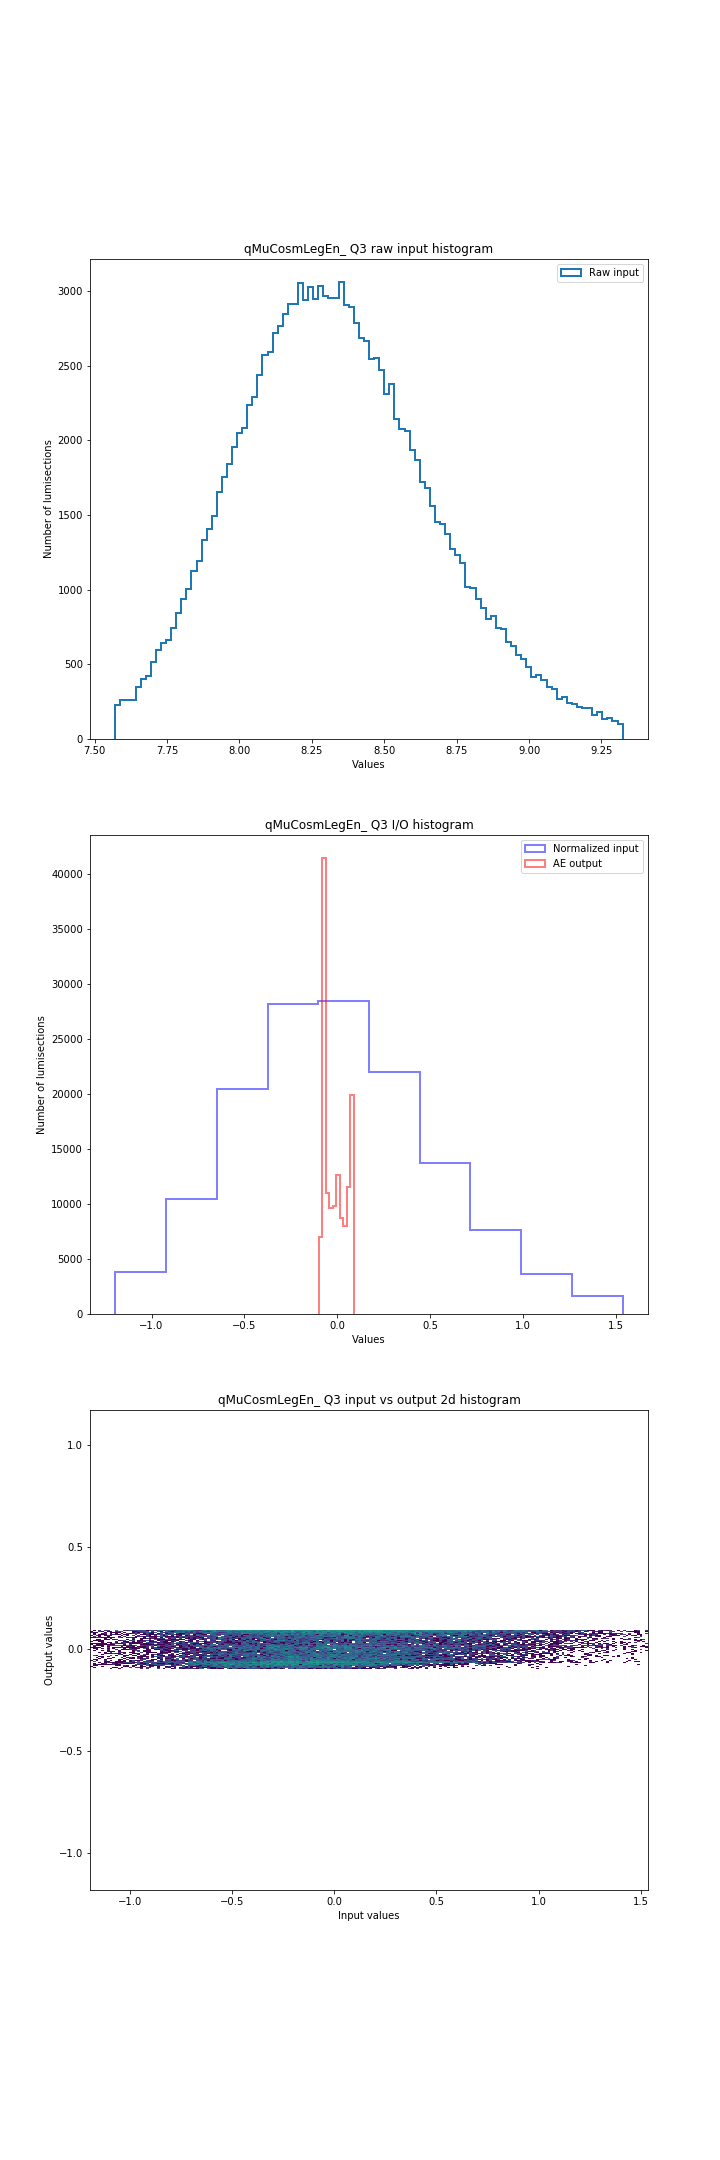 qMuCosmLegEn_ Q3 raw input histogram
Raw input
3000
2500
2000
1500
1000
500
0
Number of lumisections
7.50 7.75 8.00 8.25 8.50 8.75 9.00 9.25
Values
qMuCosmLegEn_ Q3 I/O histogram
Normalized input
AE output
40000
35000
30000
25000
20000
15000
10000
5000
0
Number of lumisections
−1.0 −0.5 0.0 0.5 1.0 1.5
Values
qMuCosmLegEn_ Q3 input vs output 2d histogram
1.0
0.5
0.0
−0.5
−1.0
Output values
−1.0 −0.5 0.0 0.5 1.0 1.5
Input values